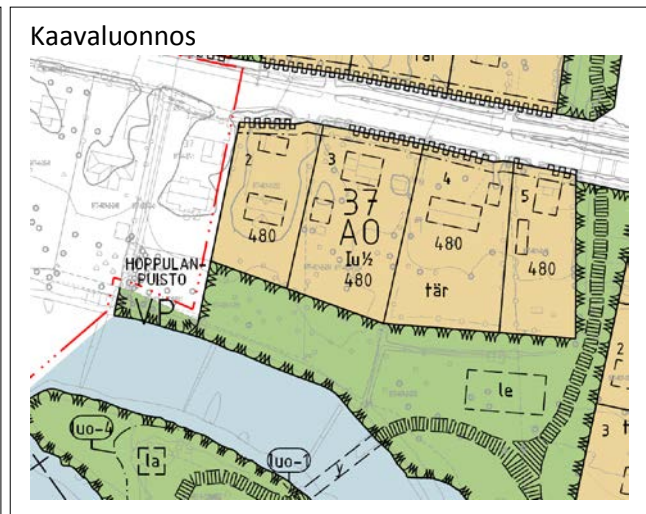 Kaavaluonnos
tär
2
3
4
5
37
AO
Iu½
480
480
480
480
tär
HOPPULAN-
PUISTO
VP
le
2
3
luo-4
la
luo-1
y